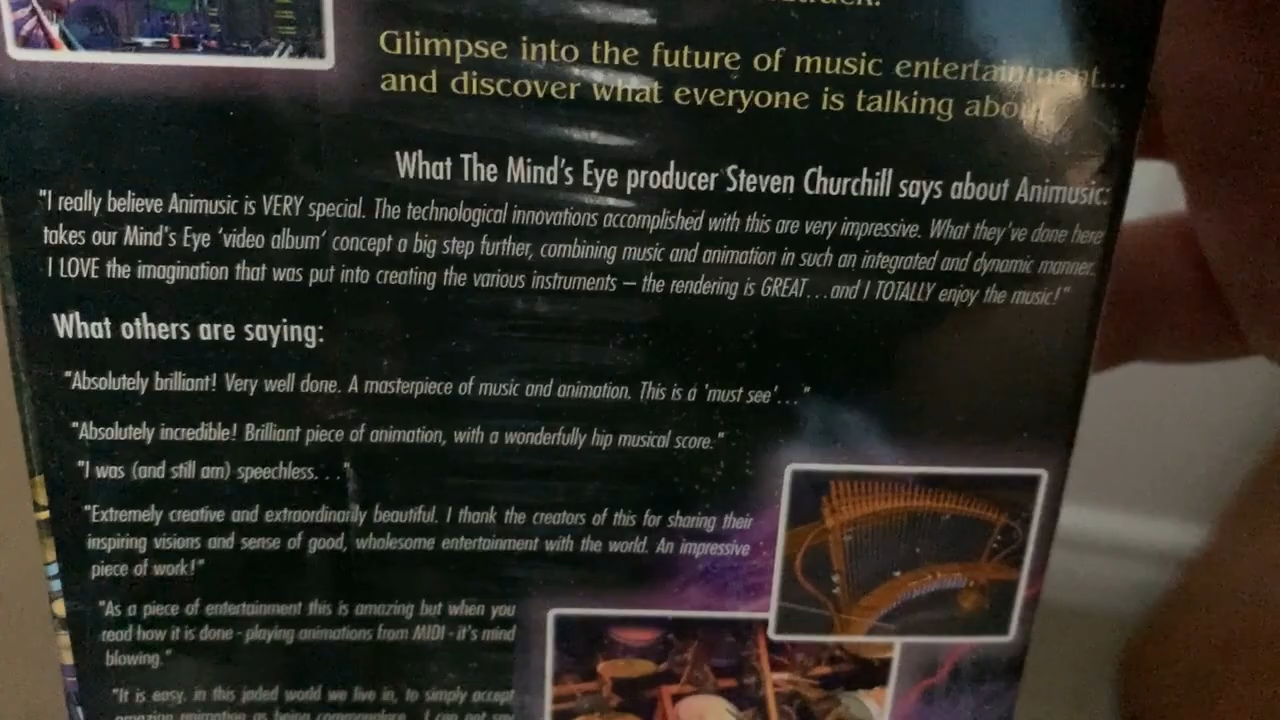 Glimpse into the future of music entertainment...
and discover what everyone is talking about
What The Mind's Eye producer Steven Churchill says about Animusic:
"I really believe Animusic is VERY special. The technological innovations accomplished with this are very impressive. What they've done here
takes our Mind's Eye 'video album' concept a big step further, combining music and animation in such an integrated and dynamic manner.
I LOVE the imagination that was put into creating the various instruments – the rendering is GREAT...and I TOTALLY enjoy the music!"
What others are saying:
"Absolutely brilliant! Very well done. A masterpiece of music and animation. This is a 'must see'..."
"Absolutely incredible! Brilliant piece of animation, with a wonderfully hip musical score."
"I was (and still am) speechless..."
"Extremely creative and extraordinarily beautiful. I thank the creators of this for sharing their
inspiring visions and sense of good, wholesome entertainment with the world. An impressive
piece of work!"
"As a piece of entertainment this is amazing but when you
read how it is done - playing animations from MIDI - it's mind
blowing."
"It is easy, in this jaded world we live in, to simply accept
amazing animation as being commonplace. I can not say